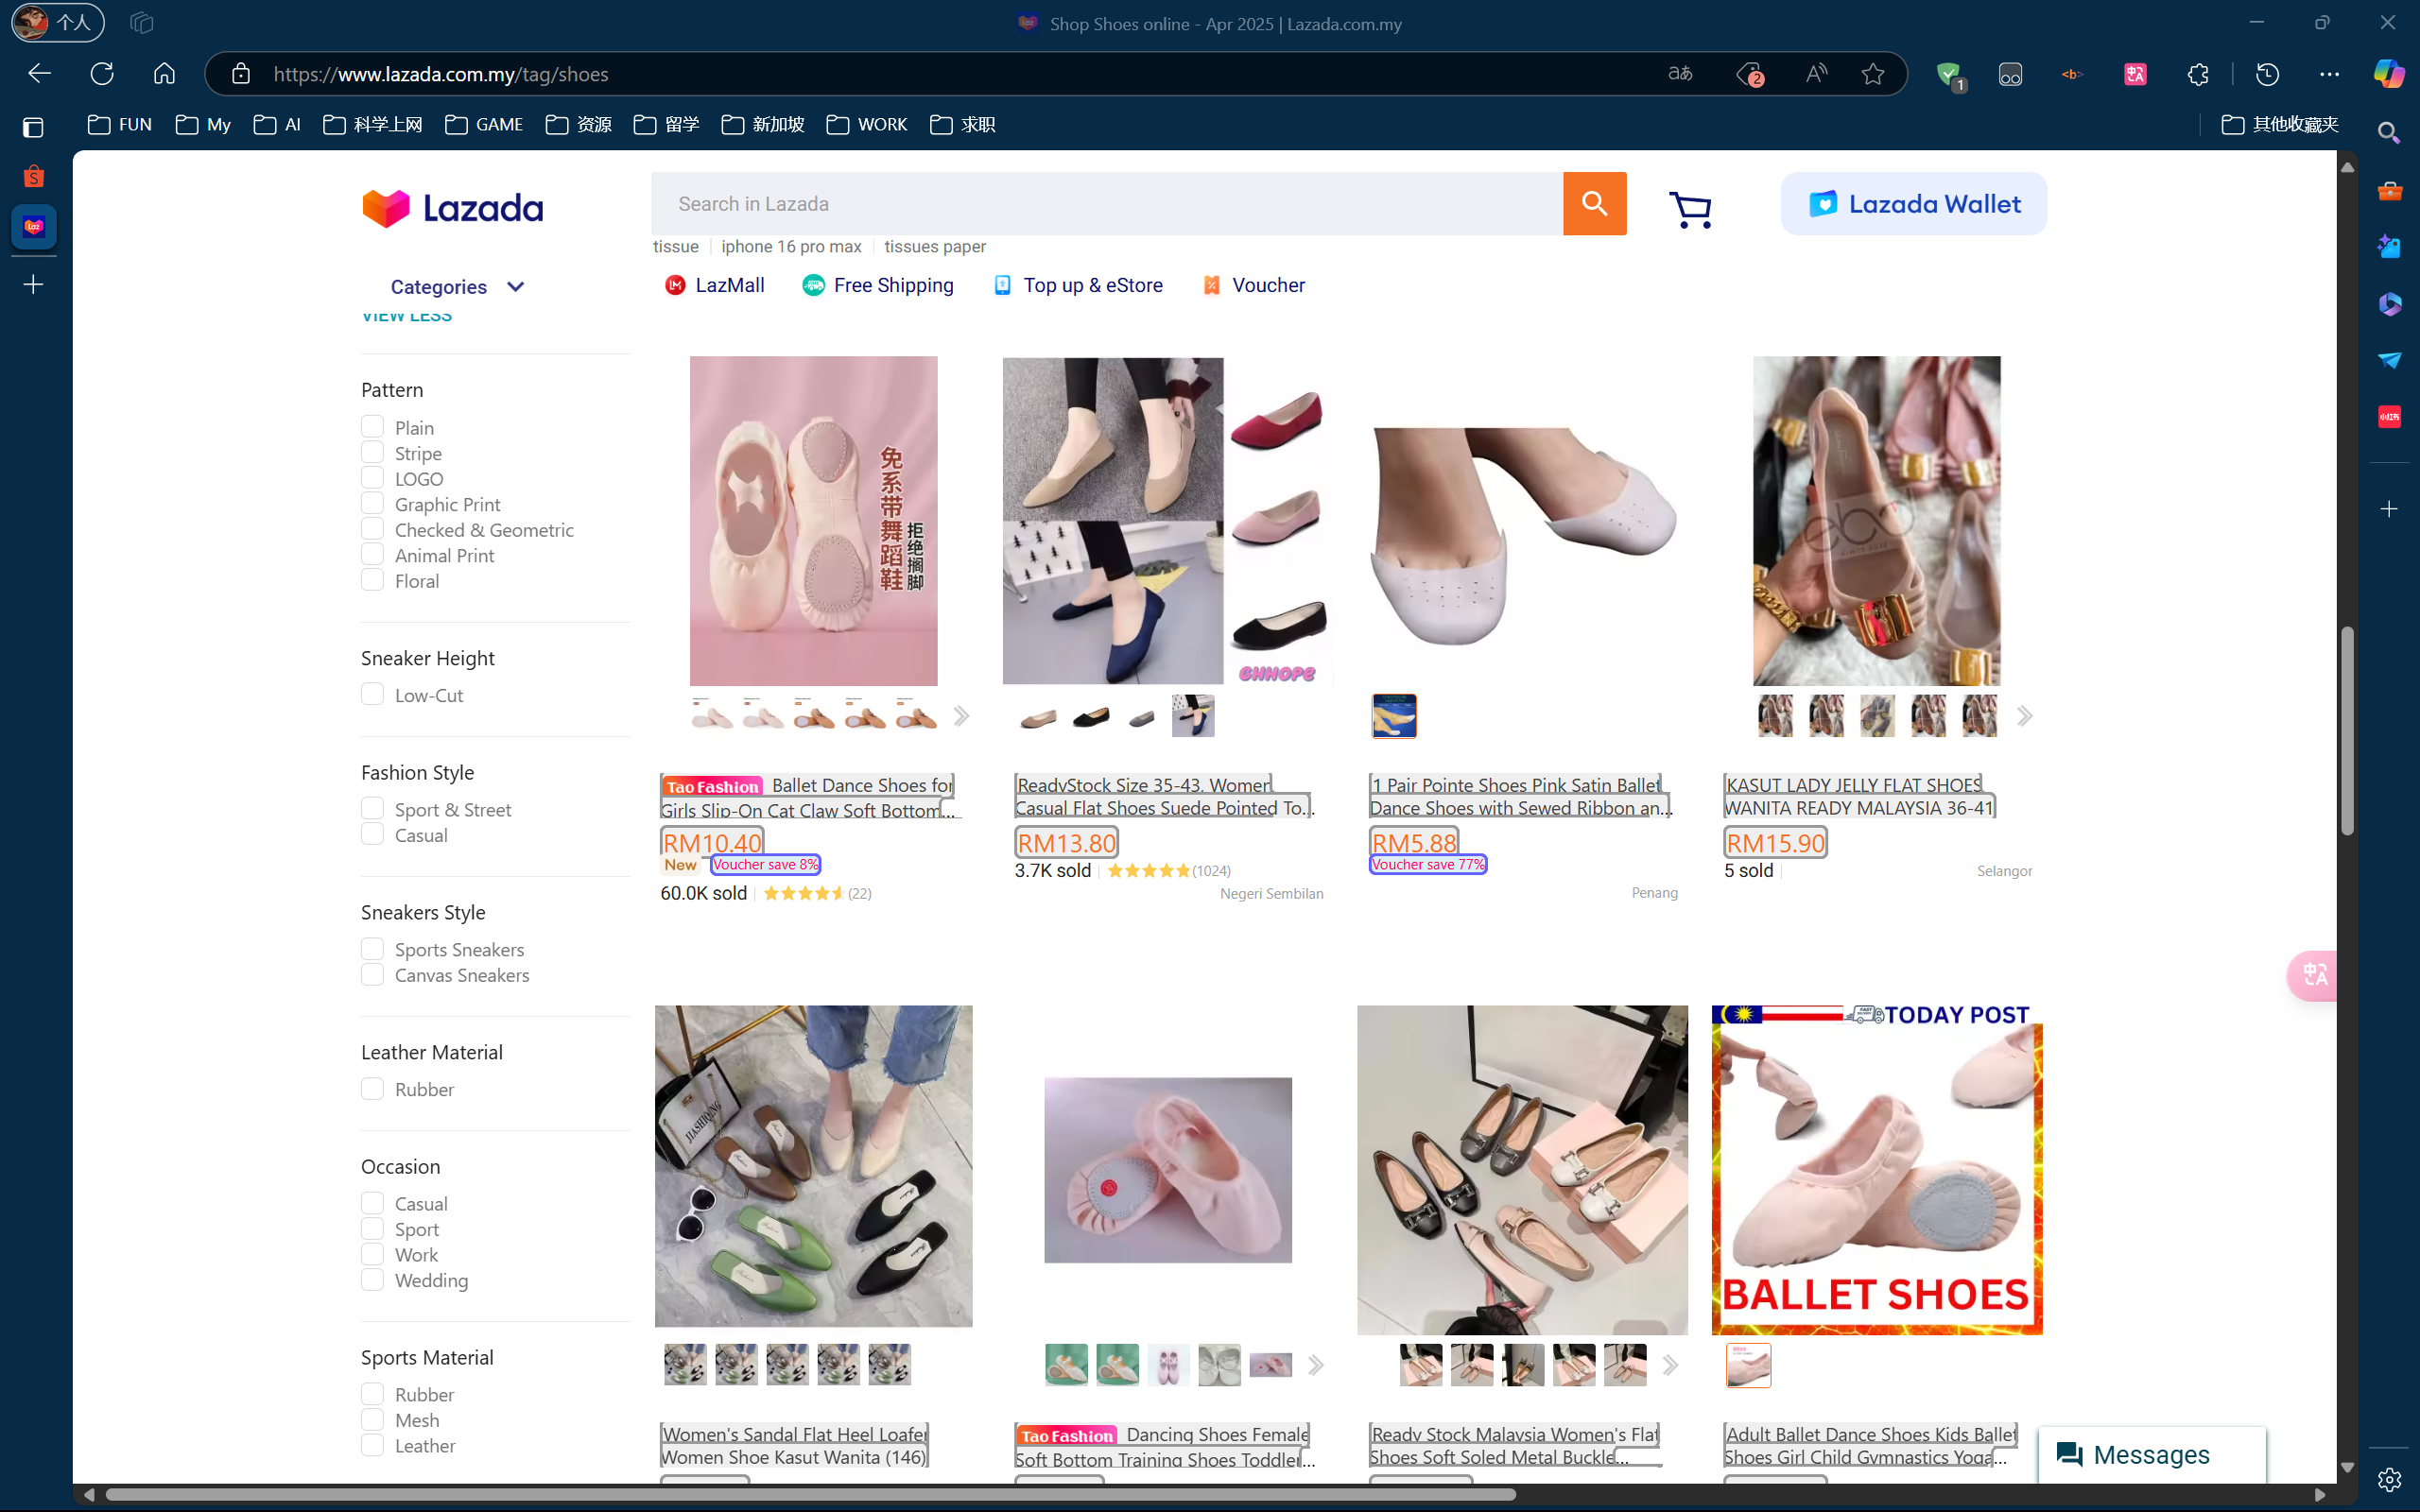 个人
Shop Shoes online - Apr 2025 | Lazada.com.my
https://www.lazada.com.my/tag/shoes
FUN
My
AI
科学上网
GAME
资源
留学
新加坡
WORK
求职
其他收藏夹
Lazada
Search in Lazada
Lazada Wallet
tissue
iphone 16 pro max
tissues paper
Categories
LazMall
Free Shipping
Top up & eStore
Voucher
VIEW LESS
Pattern
Plain
Stripe
LOGO
Graphic Print
Checked & Geometric
Animal Print
Floral
Sneaker Height
Low-Cut
Fashion Style
Sport & Street
Casual
Sneakers Style
Sports Sneakers
Canvas Sneakers
Leather Material
Rubber
Occasion
Casual
Sport
Work
Wedding
Sports Material
Rubber
Mesh
Leather
免系带舞蹈鞋
拒绝搁脚
EHHOPE
Tao Fashion Ballet Dance Shoes for
Girls Slip-On Cat Claw Soft Bottom...
RM10.40
New
Voucher save 8%
60.0K sold
(22)
ReadyStock Size 35-43. Women
Casual Flat Shoes Suede Pointed To...
RM13.80
3.7K sold
(1024)
Negeri Sembilan
1 Pair Pointe Shoes Pink Satin Ballet
Dance Shoes with Sewed Ribbon an...
RM5.88
Voucher save 77%
Penang
KASUT LADY JELLY FLAT SHOES
WANITA READY MALAYSIA 36-41
RM15.90
5 sold
Selangor
JIASHIOQING
TODAY POST
BALLET SHOES
Women's Sandal Flat Heel Loafer
Women Shoe Kasut Wanita (146)
Tao Fashion Dancing Shoes Female
Soft Bottom Training Shoes Toddler...
Ready Stock Malaysia Women's Flat
Shoes Soft Soled Metal Buckle...
Adult Ballet Dance Shoes Kids Ballet
Shoes Girl Child Gymnastics Yoga...
Messages